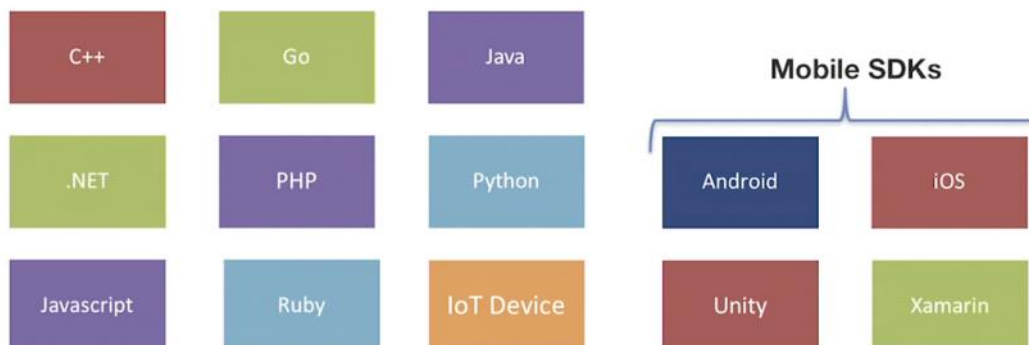 C++
Go
Java
.NET
PHP
Python
Javascript
Ruby
IoT Device
Mobile SDKs
Android
iOS
Unity
Xamarin